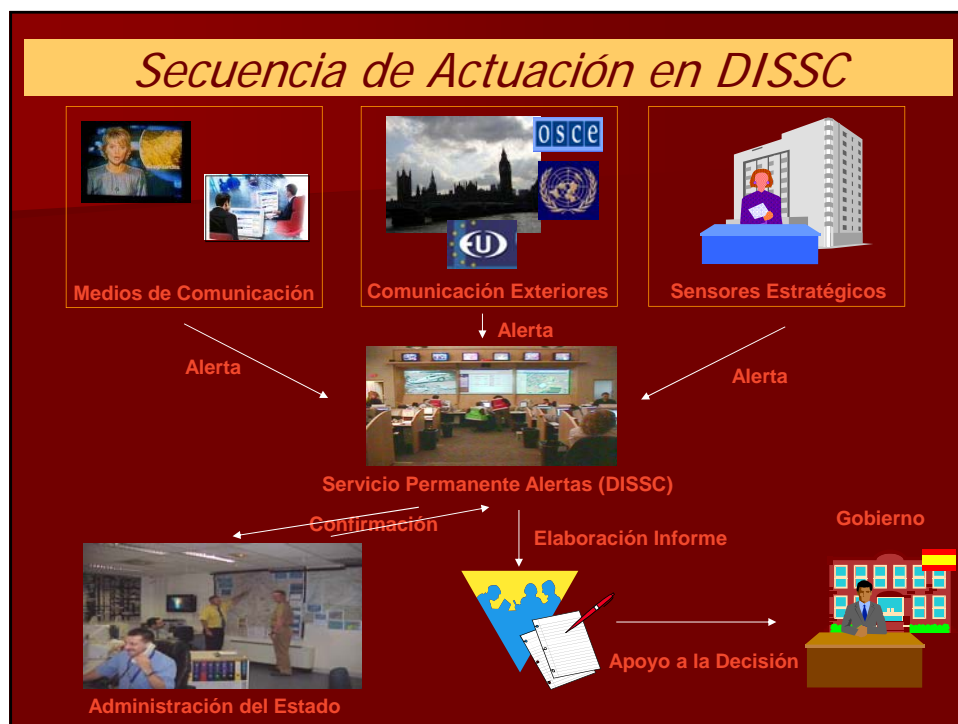 Secuencia de Actuación en DISSC
osce
EU
Medios de Comunicación
Comunicación Exteriores
Sensores Estratégicos
Alerta
Alerta
Alerta
Servicio Permanente Alertas (DISSC)
Confirmación
Elaboración Informe
Gobierno
Apoyo a la Decisión
Administración del Estado